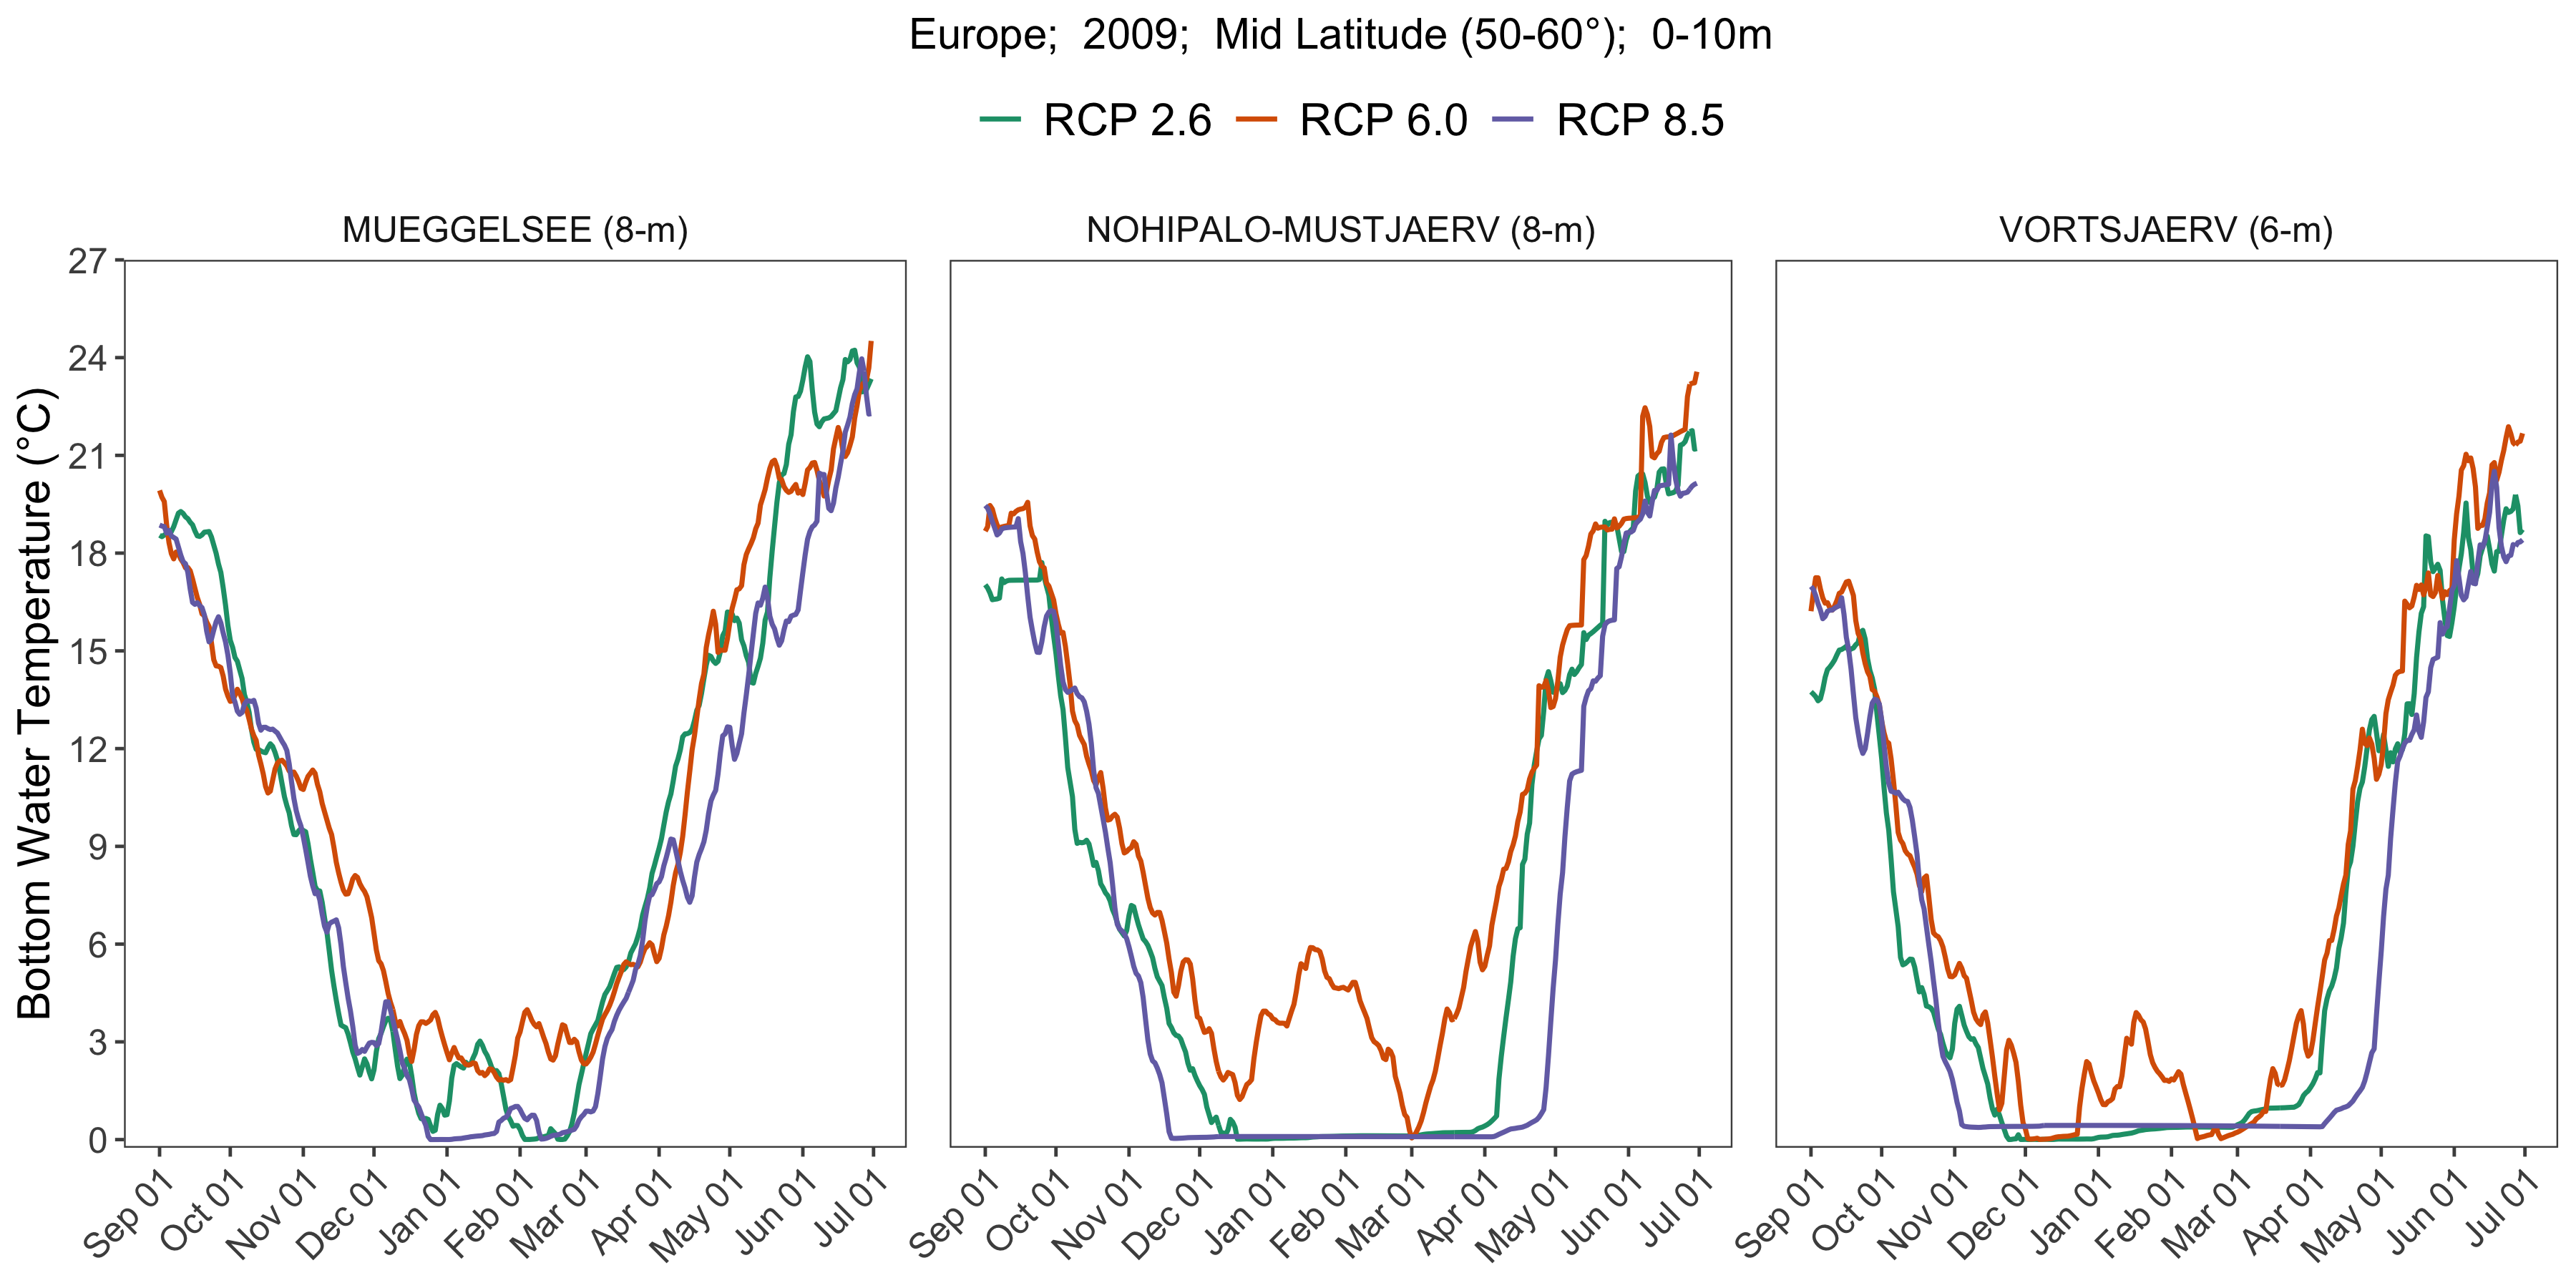 Europe;  2009;  Mid Latitude (50-60°);  0-10m
RCP 2.6 RCP 6.0 RCP 8.5
MUEGGELSEE (8-m) NOHIPALO-MUSTJAERV (8-m) VORTSJAERV (6-m)
Bottom Water Temperature (°C)
27
24
21
18
15
12
9
6
3
0
Sep 01 Oct 01 Nov 01 Dec 01 Jan 01 Feb 01 Mar 01 Apr 01 May 01 Jun 01 Jul 01 Sep 01 Oct 01 Nov 01 Dec 01 Jan 01 Feb 01 Mar 01 Apr 01 May 01 Jun 01 Jul 01 Sep 01 Oct 01 Nov 01 Dec 01 Jan 01 Feb 01 Mar 01 Apr 01 May 01 Jun 01 Jul 01